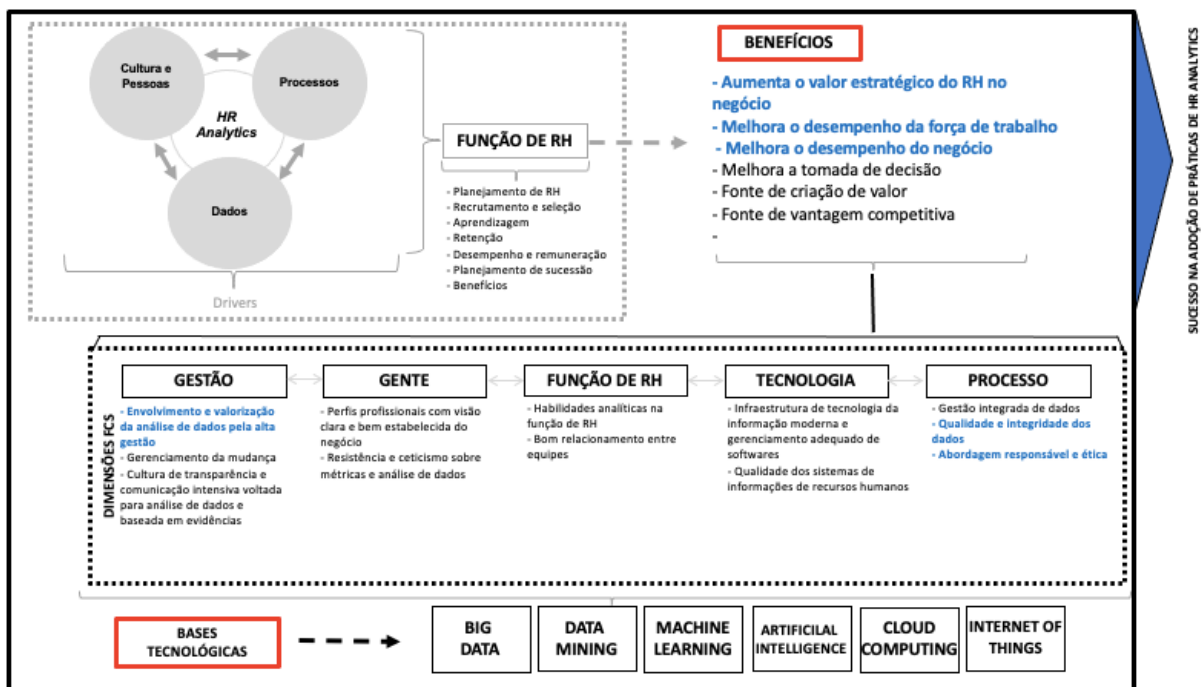 Cultura e
Pessoas
Processos
HR
Analytics
Dados
Drivers
FUNÇÃO DE RH
- Planejamento de RH
- Recrutamento e seleção
- Aprendizagem
- Retenção
- Desempenho e remuneração
- Planejamento de sucessão
- Benefícios
BENEFÍCIOS
- Aumenta o valor estratégico do RH no
negócio
- Melhora o desempenho da força de trabalho
- Melhora o desempenho do negócio
- Melhora a tomada de decisão
- Fonte de criação de valor
- Fonte de vantagem competitiva
-
SUCESSO NA ADOÇÃO DE PRÁTICAS DE HR ANALYTICS
DIMENSÕES FCS
GESTÃO
- Envolvimento e valorização
da análise de dados pela alta
gestão
- Gerenciamento da mudança
- Cultura de transparência e
comunicação intensiva voltada
para análise de dados e
baseada em evidências
GENTE
- Perfis profissionais com visão
clara e bem estabelecida do
negócio
- Resistência e ceticismo sobre
métricas e análise de dados
FUNÇÃO DE RH
- Habilidades analíticas na
função de RH
- Bom relacionamento entre
equipes
TECNOLOGIA
- Infraestrutura de tecnologia da
informação moderna e
gerenciamento adequado de
softwares
- Qualidade dos sistemas de
informações de recursos humanos
PROCESSO
- Gestão integrada de dados
- Qualidade e integridade dos
dados
- Abordagem responsável e ética
BASES
TECNOLÓGICAS
BIG
DATA
DATA
MINING
MACHINE
LEARNING
ARTIFICILAL
INTELLIGENCE
CLOUD
COMPUTING
INTERNET OF
THINGS